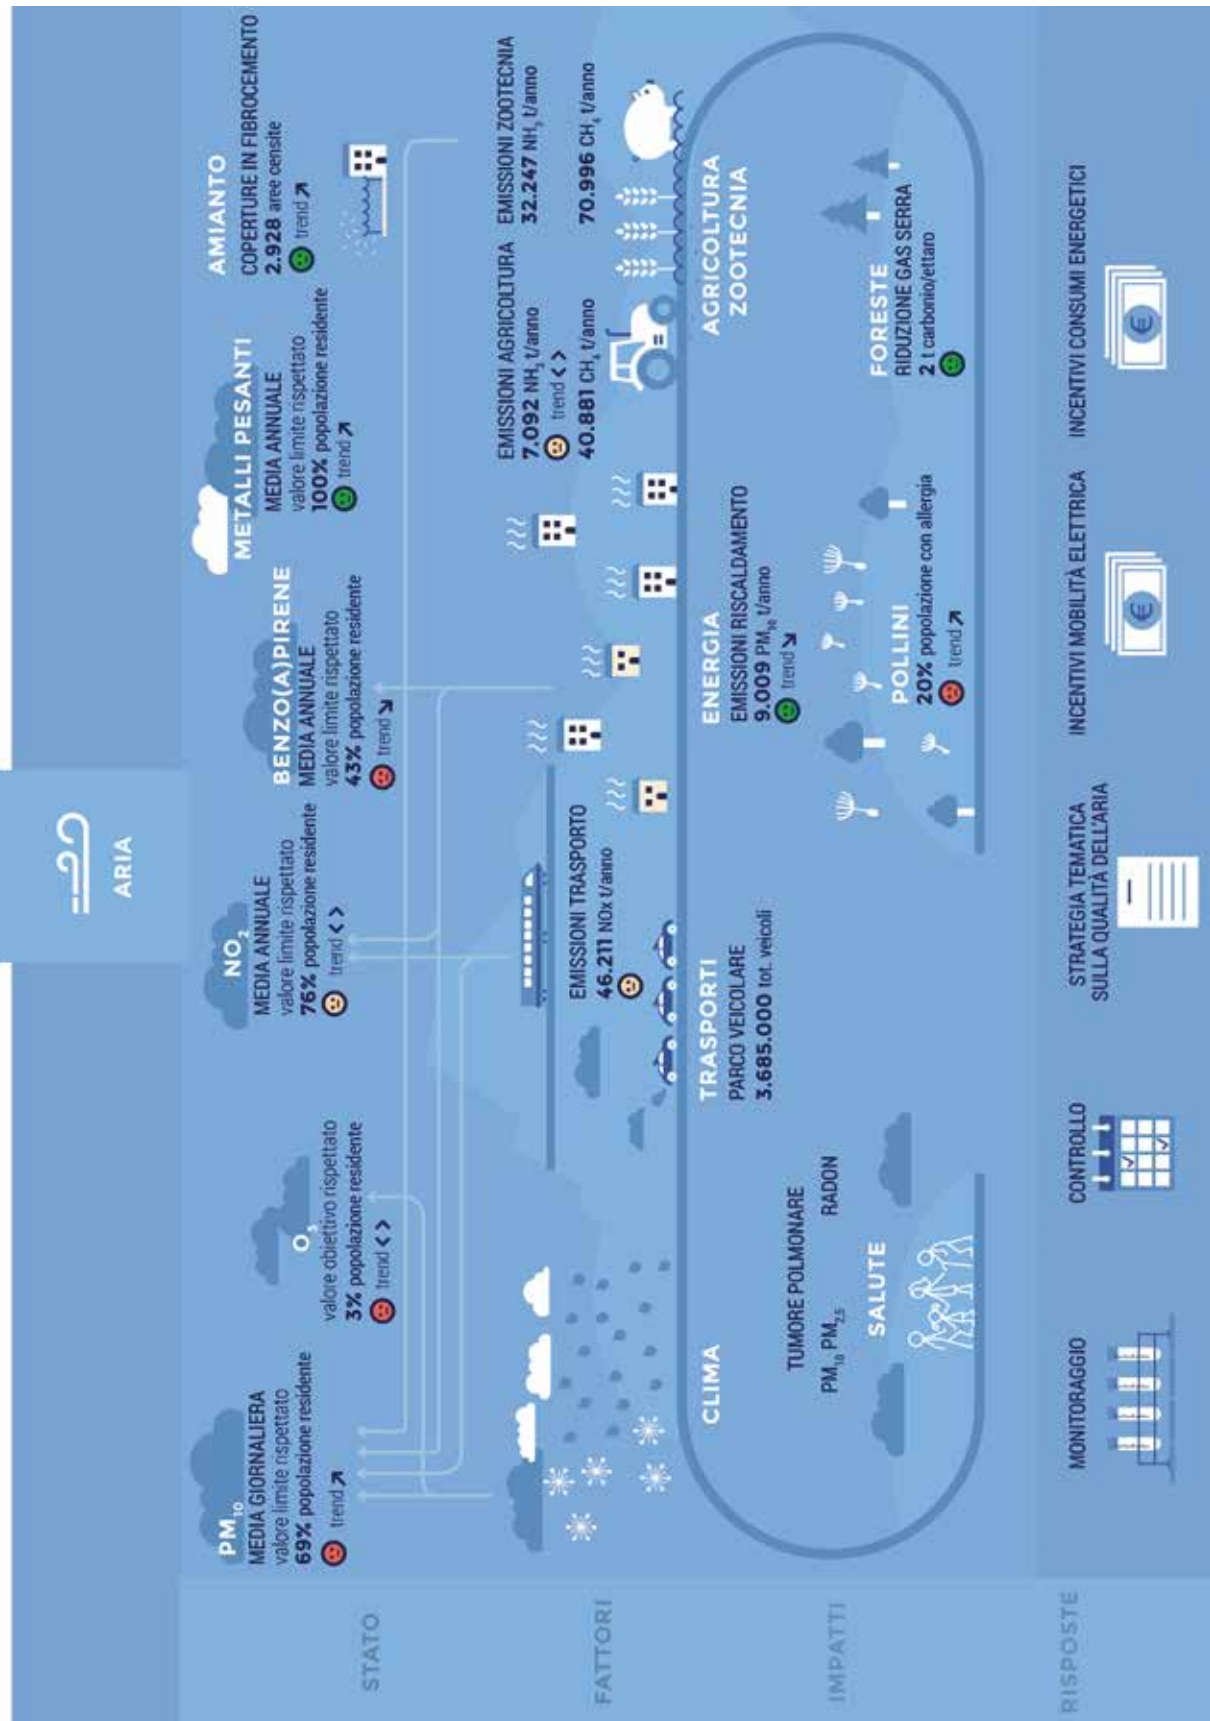 ARIA
STATO
PM10
MEDIA GIORNALIERA
valore limite rispettato
69% popolazione residente
trend
O3
valore obiettivo rispettato
3% popolazione residente
trend
NO2
MEDIA ANNUALE
valore limite rispettato
76% popolazione residente
trend
BENZO(A)PIRENE
MEDIA ANNUALE
valore limite rispettato
43% popolazione residente
trend
METALLI PESANTI
MEDIA ANNUALE
valore limite rispettato
100% popolazione residente
trend
AMIANTO
COPERTURE IN FIBROCEMENTO
2.928 aree censite
trend
FATTORI
EMISSIONI TRASPORTO
46.211 NOx t/anno
EMISSIONI AGRICOLTURA
7.092 NH3 t/anno
trend
40.881 CH4 t/anno
EMISSIONI ZOOTECNIA
32.247 NH3 t/anno
70.996 CH4 t/anno
CLIMA
TRASPORTI
PARCO VEICOLARE
3.685.000 tot. veicoli
ENERGIA
EMISSIONI RISCALDAMENTO
9.009 PM10 t/anno
trend
AGRICOLTURA
ZOOTECNIA
IMPATTI
TUMORE POLMONARE
PM10 PM2,5
RADON
SALUTE
POLLINI
20% popolazione con allergia
trend
FORESTE
RIDUZIONE GAS SERRA
2 t carbonio/ettaro
RISPOSTE
MONITORAGGIO
CONTROLLO
STRATEGIA TEMATICA
SULLA QUALITÀ DELL'ARIA
INCENTIVI MOBILITÀ ELETTRICA
INCENTIVI CONSUMI ENERGETICI